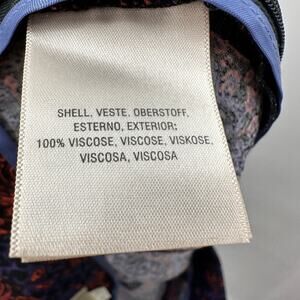 SHELL, VESTE, OBERSTOFF,
ESTERNO, EXTERIOR:
100% VISCOSE, VISCOSE, VISKOSE,
VISCOSA, VISCOSA